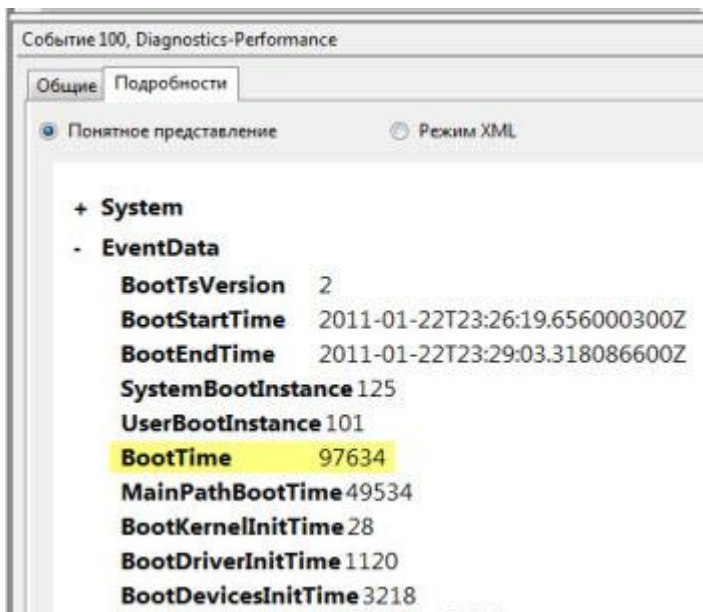 Событие 100, Diagnostics-Performance
Общие Подробности
Понятное представление Режим XML
+ System
- EventData
BootTsVersion 2
BootStartTime 2011-01-22T23:26:19.656000300Z
BootEndTime 2011-01-22T23:29:03.318086600Z
SystemBootInstance 125
UserBootInstance 101
BootTime 97634
MainPathBootTime 49534
BootKernelInitTime 28
BootDriverInitTime 1120
BootDevicesInitTime 3218